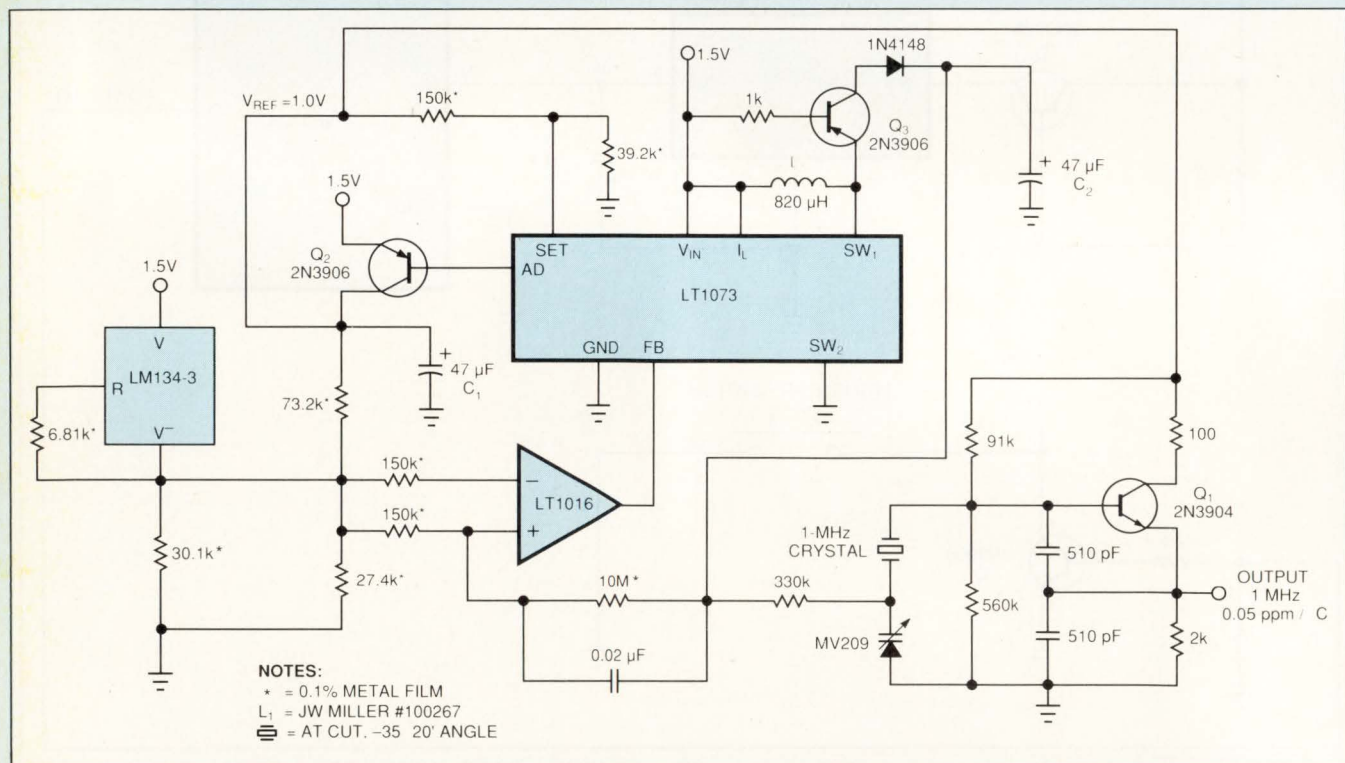 1.5V
1N4148
V_REF = 1.0V
150k*
1k
Q3
2N3906
39.2k*
47 µF
C2
1.5V
L
820 µH
Q2
2N3906
SET
V_IN
I_L
SW1
AD
1.5V
LT1073
V
LM134-3
R
V–
GND
FB
SW2
47 µF
C1
6.81k*
73.2k*
91k
100
150k*
–
LT1016
Q1
2N3904
150k*
+
1-MHz
CRYSTAL
510 pF
30.1k*
27.4k*
10M*
330k
560k
OUTPUT
1 MHz
0.05 ppm / C
MV209
510 pF
2k
0.02 µF
NOTES:
* = 0.1% METAL FILM
L1 = JW MILLER #100267
= AT CUT, –35 20' ANGLE